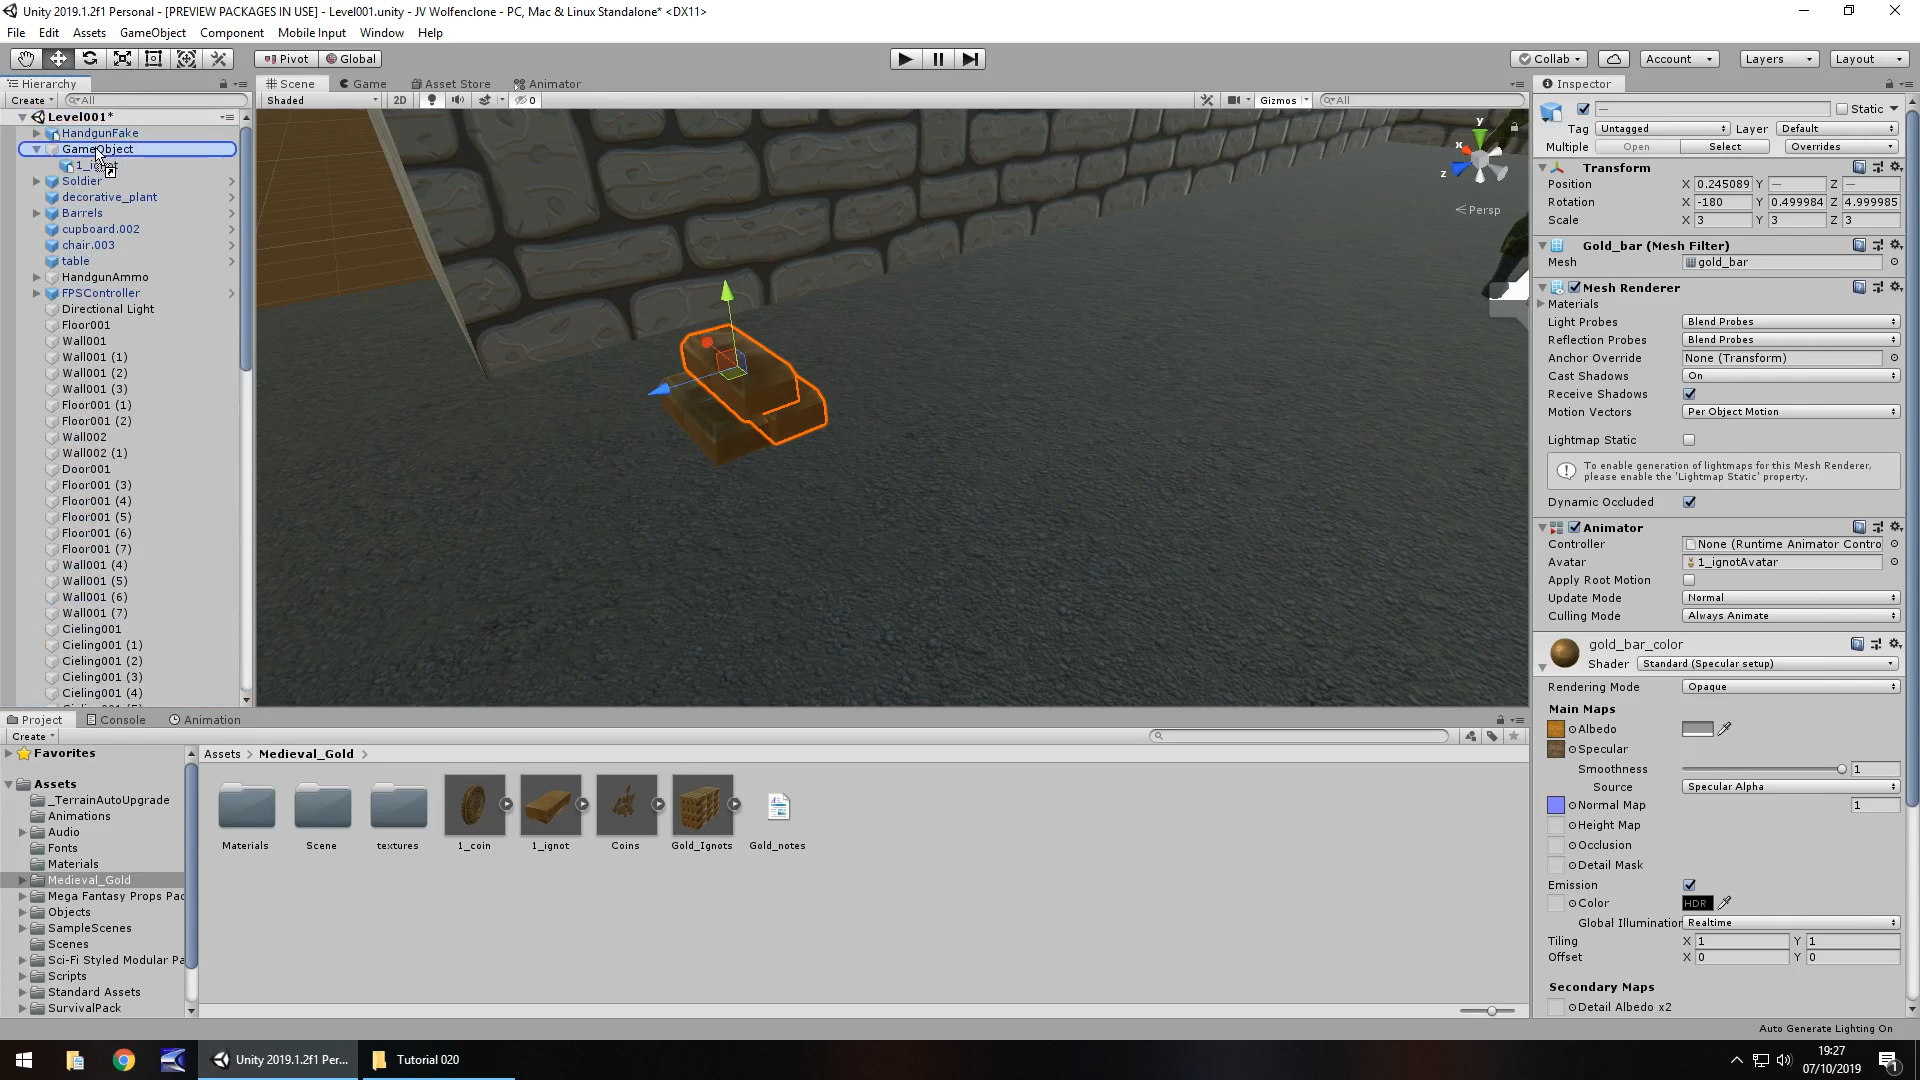 Unity 2019.1.2f1 Personal - [PREVIEW PACKAGES IN USE] - Level001.unity - JV Wolfenclone - PC, Mac & Linux Standalone* <DX11>
File Edit Assets GameObject Component Mobile Input Window Help
Pivot Global Collab Account Layers Layout
Hierarchy
Create All
Level001*
HandgunFake
GameObject
Soldier
decorative_plant
Barrels
cupboard.002
chair.003
table
HandgunAmmo
FPSController
Directional Light
Floor001
Wall001
Wall001 (1)
Wall001 (2)
Wall001 (3)
Floor001 (1)
Floor001 (2)
Wall002
Wall002 (1)
Door001
Floor001 (3)
Floor001 (4)
Floor001 (5)
Floor001 (6)
Floor001 (7)
Wall001 (4)
Wall001 (5)
Wall001 (6)
Wall001 (7)
Cieling001
Cieling001 (1)
Cieling001 (2)
Cieling001 (3)
Cieling001 (4)
Scene Game Asset Store Animator
Shaded 2D 0 Gizmos All
y
x
z
Persp
Inspector
— Static
Tag Untagged Layer Default
Multiple Open Select Overrides
Transform
Position X 0.245089 Y — Z —
Rotation X -180 Y 0.499984 Z 4.999985
Scale X 3 Y 3 Z 3
Gold_bar (Mesh Filter)
Mesh gold_bar
Mesh Renderer
Materials
Light Probes Blend Probes
Reflection Probes Blend Probes
Anchor Override None (Transform)
Cast Shadows On
Receive Shadows
Motion Vectors Per Object Motion
Lightmap Static
To enable generation of lightmaps for this Mesh Renderer,
please enable the 'Lightmap Static' property.
Dynamic Occluded
Animator
Controller None (Runtime Animator Contro
Avatar 1_ignotAvatar
Apply Root Motion
Update Mode Normal
Culling Mode Always Animate
gold_bar_color
Shader Standard (Specular setup)
Rendering Mode Opaque
Main Maps
Albedo
Specular
Smoothness 1
Source Specular Alpha
Normal Map 1
Height Map
Occlusion
Detail Mask
Emission
Color HDR
Global Illumination Realtime
Tiling X 1 Y 1
Offset X 0 Y 0
Secondary Maps
Detail Albedo x2
Project Console Animation
Create
Favorites
Assets
_TerrainAutoUpgrade
Animations
Audio
Fonts
Materials
Medieval_Gold
Mega Fantasy Props Pac
Objects
SampleScenes
Scenes
Sci-Fi Styled Modular Pa
Scripts
Standard Assets
SurvivalPack
Assets > Medieval_Gold >
Materials Scene textures 1_coin 1_ignot Coins Gold_Ignots Gold_notes
Auto Generate Lighting On
Unity 2019.1.2f1 Per... Tutorial 020
19:27
07/10/2019
1